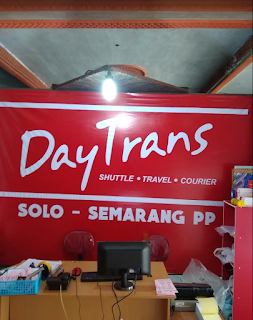 DayTrans
SHUTTLE • TRAVEL • COURIER
SOLO - SEMARANG PP